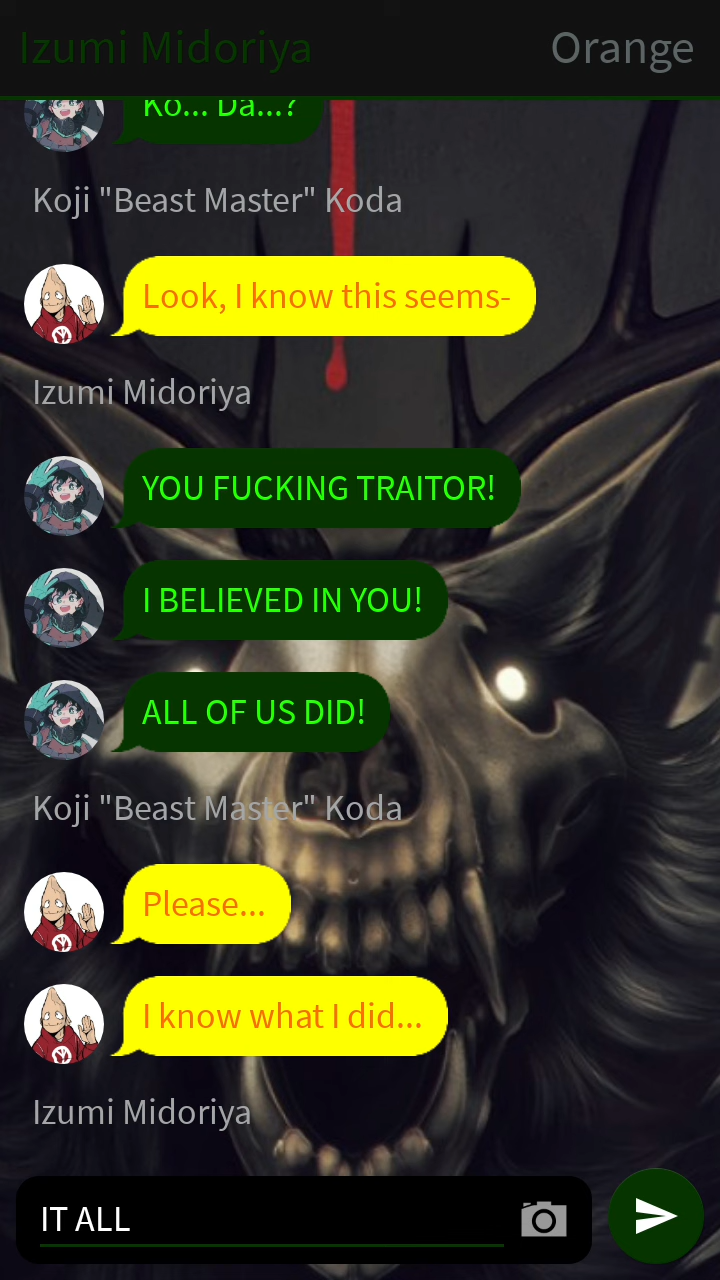 Izumi Midoriya
Orange
Ko... Da...?
Koji "Beast Master" Koda
Look, I know this seems-
Izumi Midoriya
YOU FUCKING TRAITOR!
I BELIEVED IN YOU!
ALL OF US DID!
Koji "Beast Master" Koda
Please...
I know what I did...
Izumi Midoriya
IT ALL